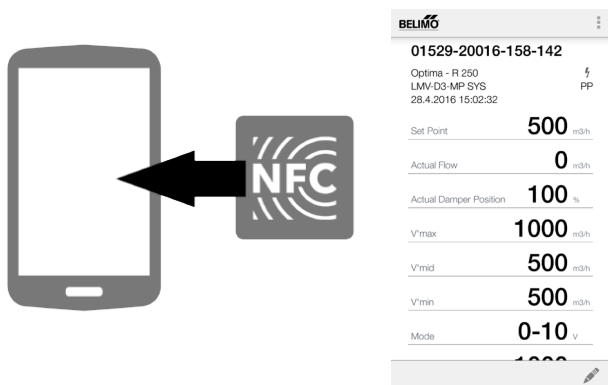 NFC
BELIMO
01529-20016-158-142
Optima - R 250
LMV-D3-MP SYS PP
28.4.2016 15:02:32
Set Point 500 m3/h
Actual Flow 0 m3/h
Actual Damper Position 100 %
V'max 1000 m3/h
V'mid 500 m3/h
V'min 500 m3/h
Mode 0-10 V